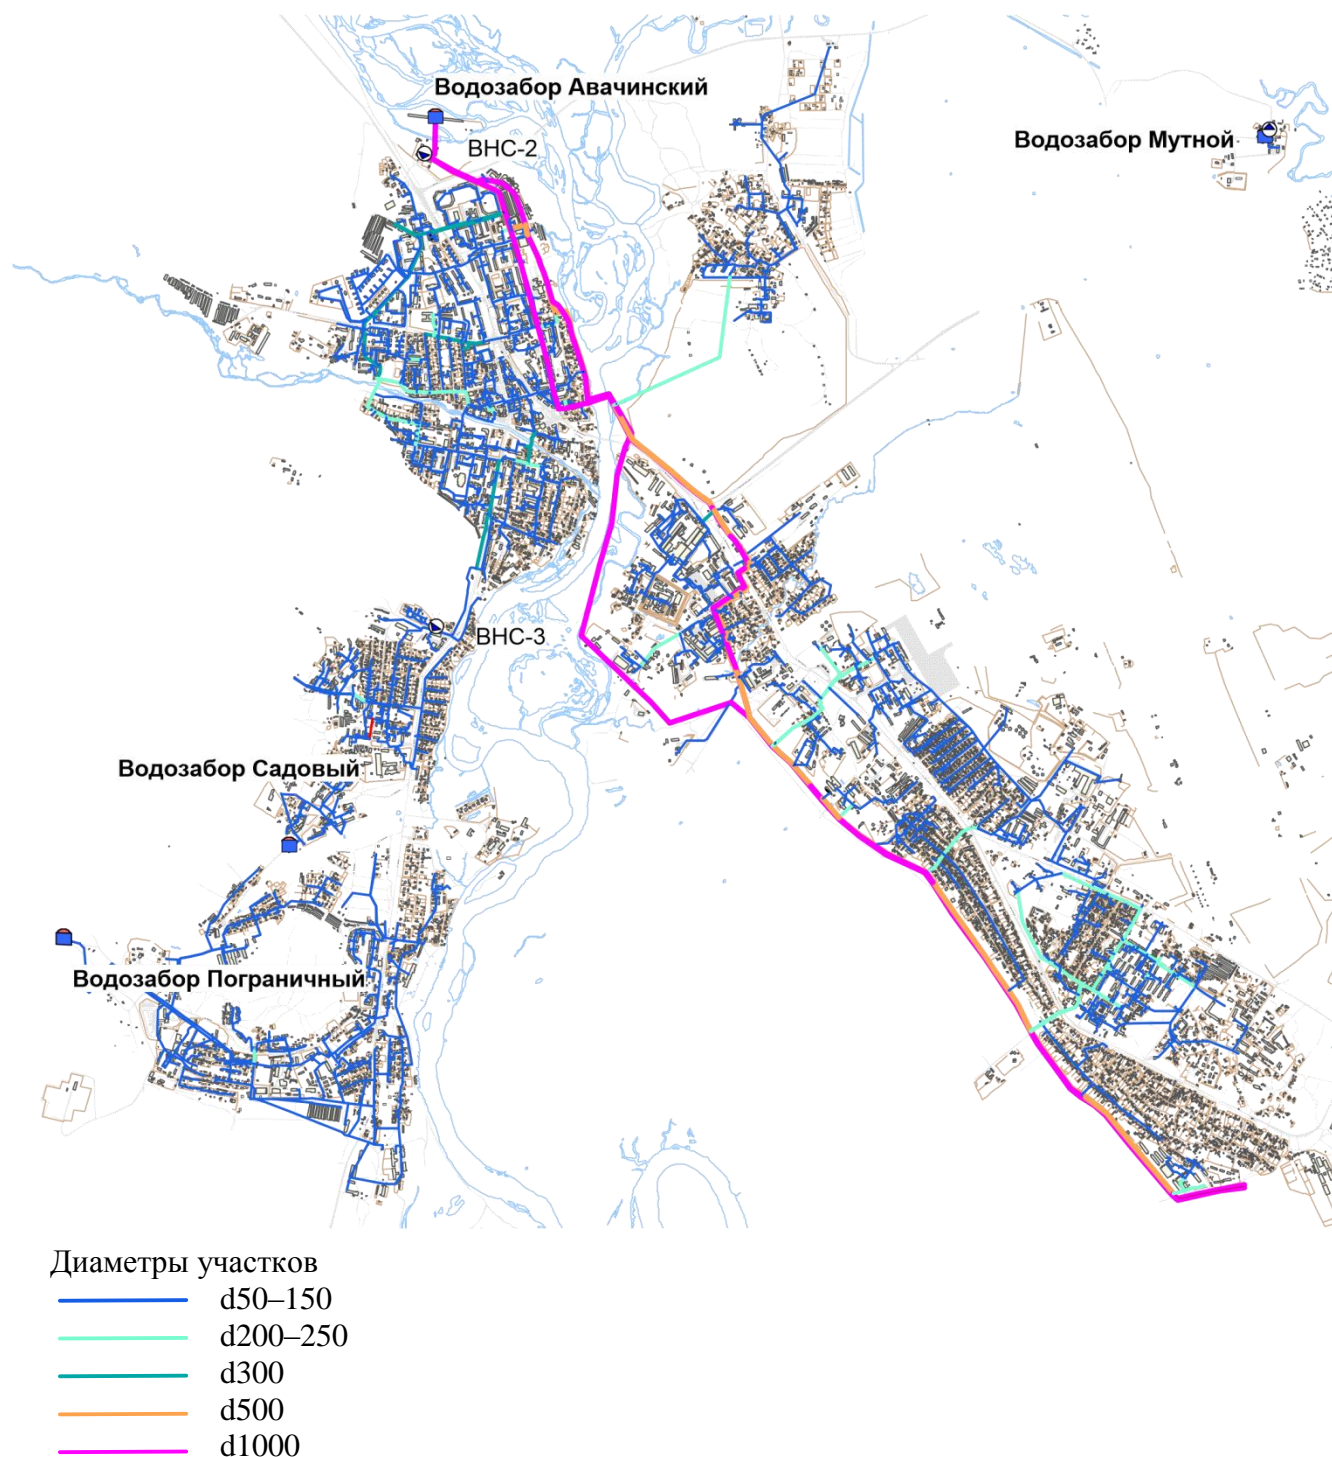 Водозабор Авачинский
ВНС-2
Водозабор Мутной
ВНС-3
Водозабор Садовый
Водозабор Пограничный
Диаметры участков
d50–150
d200–250
d300
d500
d1000